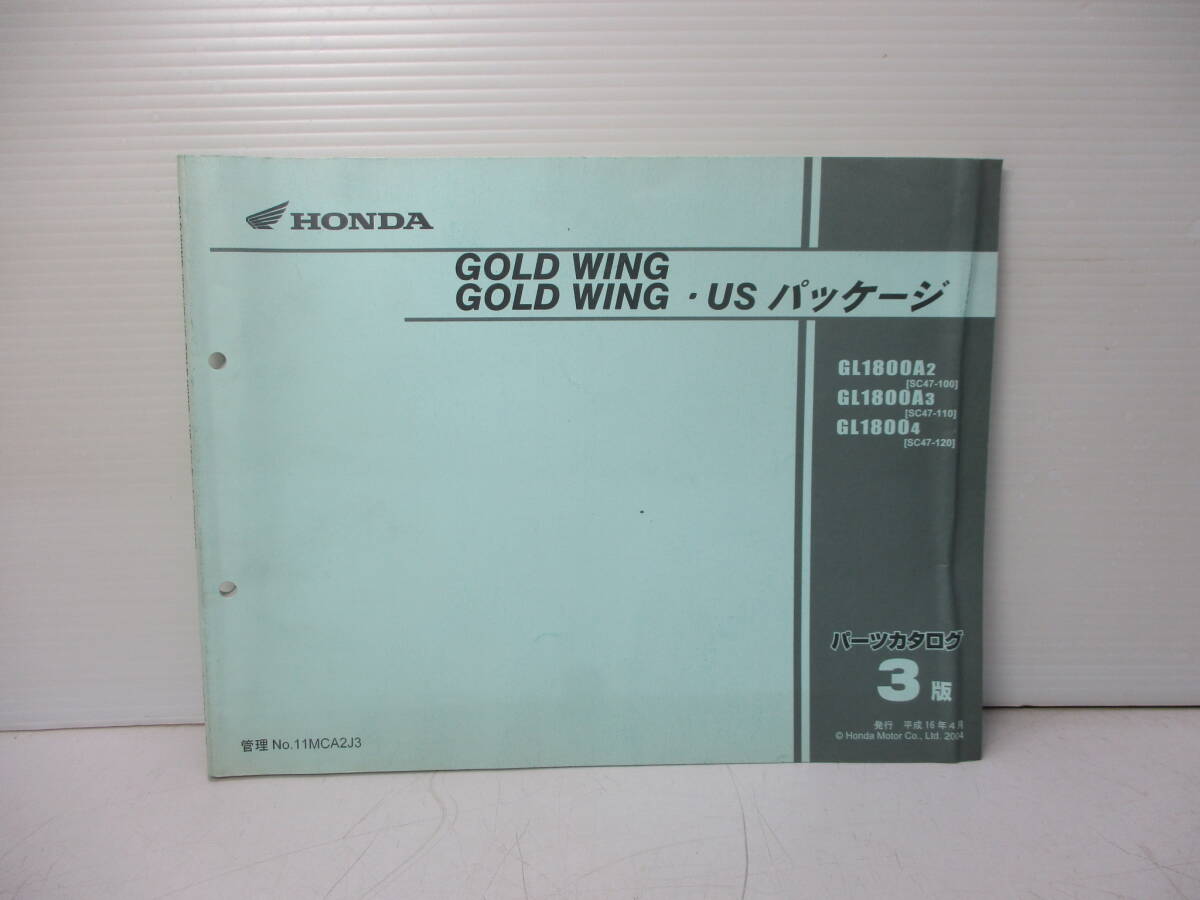 HONDA
GOLD WING
GOLD WING ・US パッケージ
GL1800A2
[SC47-100]
GL1800A3
[SC47-110]
GL18004
[SC47-120]
パーツカタログ
3 版
発行 平成 16 年 4 月
© Honda Motor Co., Ltd. 2004
管理 No.11MCA2J3